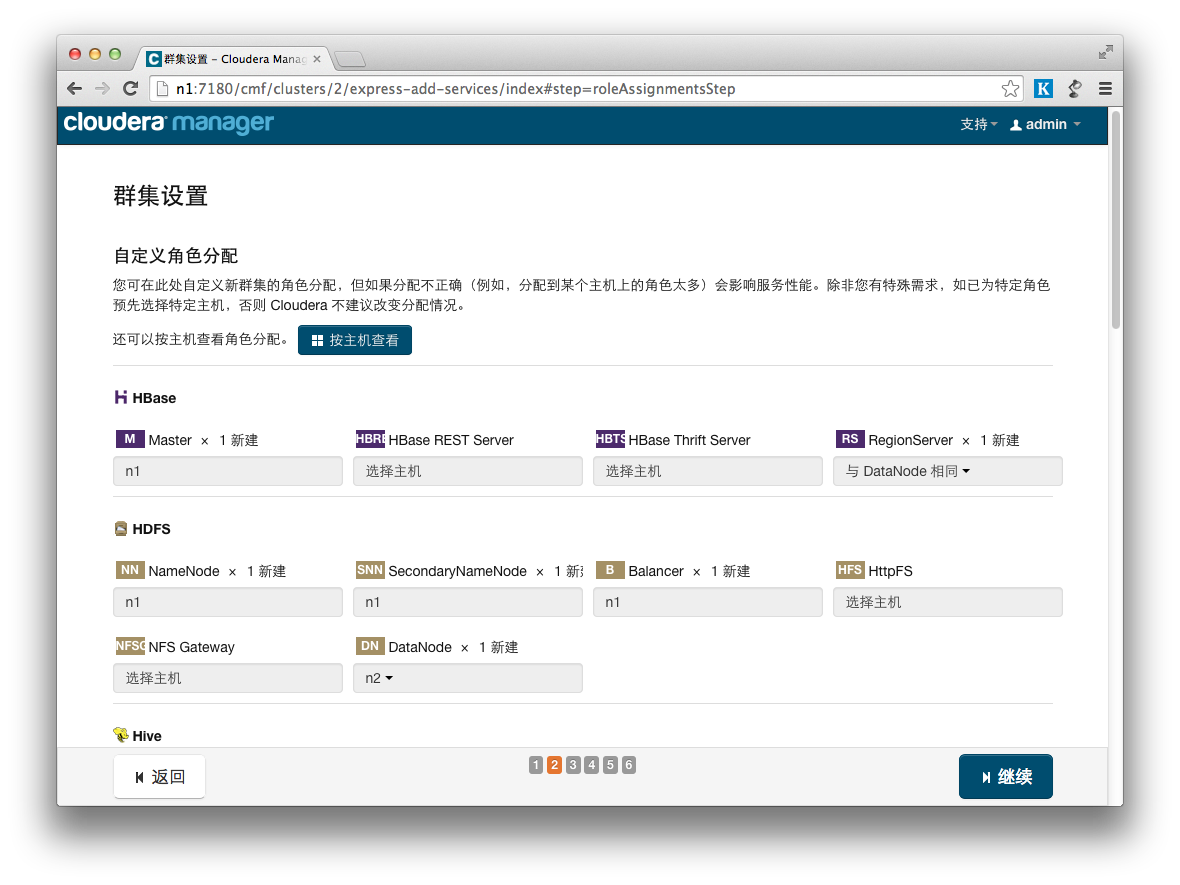 群集设置 – Cloudera Mana
n1:7180/cmf/clusters/2/express-add-services/index#step=roleAssignmentsStep
K
cloudera manager
支持 admin
群集设置
自定义角色分配
您可在此处自定义新群集的角色分配，但如果分配不正确（例如，分配到某个主机上的角色太多）会影响服务性能。除非您有特殊需求，如已为特定角色
预先选择特定主机，否则 Cloudera 不建议改变分配情况。
还可以按主机查看角色分配。 按主机查看
HBase
M Master × 1 新建 HBRE HBase REST Server HBTS HBase Thrift Server RS RegionServer × 1 新建
n1 选择主机 选择主机 与 DataNode 相同
HDFS
NN NameNode × 1 新建 SNN SecondaryNameNode × 1 新建 B Balancer × 1 新建 HFS HttpFS
n1 n1 n1 选择主机
NFSG NFS Gateway DN DataNode × 1 新建
选择主机 n2
Hive
返回 1 2 3 4 5 6 继续